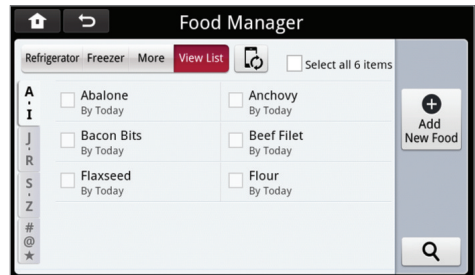 Food Manager
Refrigerator Freezer More View List Select all 6 items
A
·
I
Abalone
By Today
Anchovy
By Today
Add
New Food
J
·
R
Bacon Bits
By Today
Beef Filet
By Today
S
·
Z
Flaxseed
By Today
Flour
By Today
#
@
★